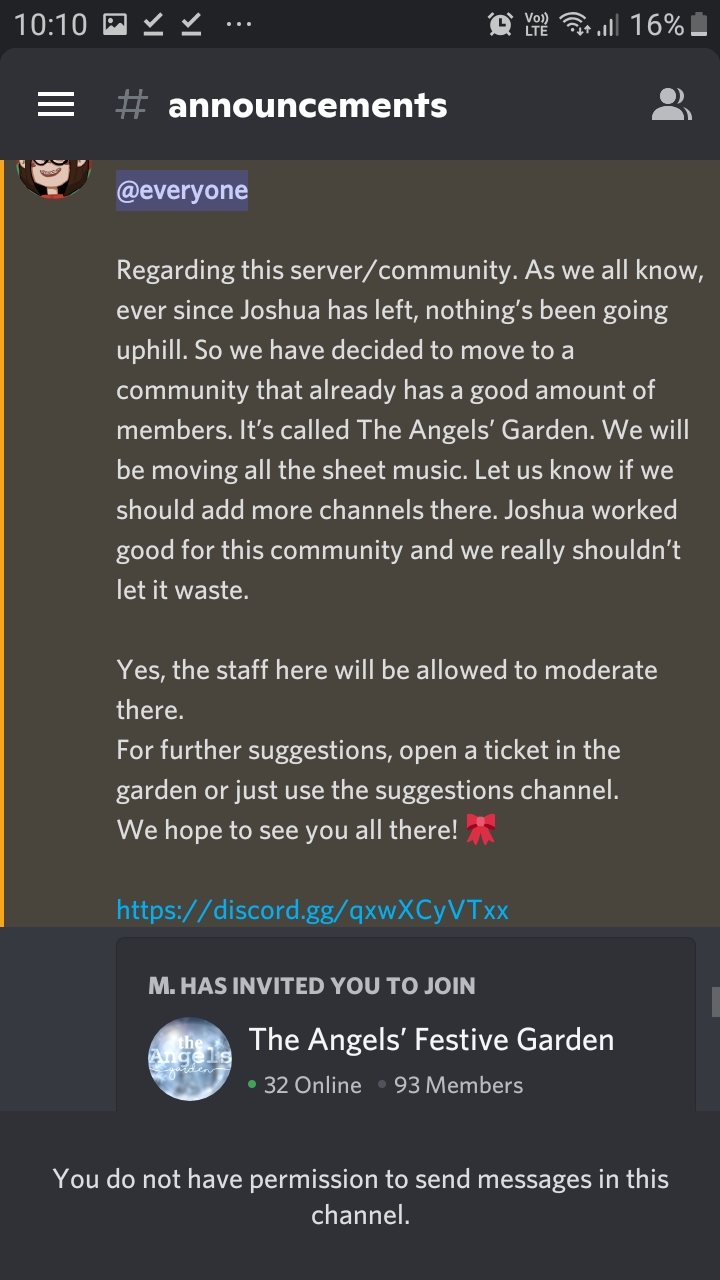 10:10
Vo))
LTE
16%
# announcements
@everyone
Regarding this server/community. As we all know,
ever since Joshua has left, nothing’s been going
uphill. So we have decided to move to a
community that already has a good amount of
members. It’s called The Angels’ Garden. We will
be moving all the sheet music. Let us know if we
should add more channels there. Joshua worked
good for this community and we really shouldn’t
let it waste.
Yes, the staff here will be allowed to moderate
there.
For further suggestions, open a ticket in the
garden or just use the suggestions channel.
We hope to see you all there! 🎀
https://discord.gg/qxwXCyVTxx
M. HAS INVITED YOU TO JOIN
the
Angels
garden
The Angels’ Festive Garden
32 Online 93 Members
You do not have permission to send messages in this
channel.